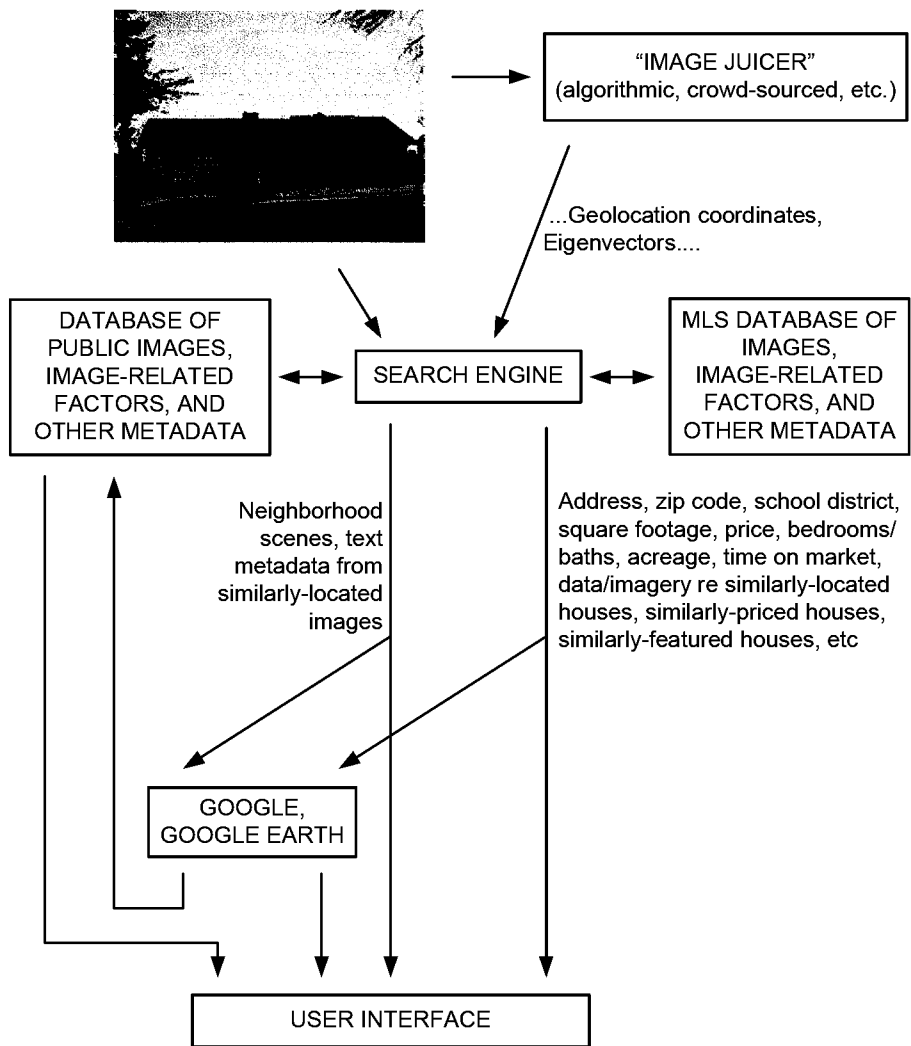 “IMAGE JUICER”
(algorithmic, crowd-sourced, etc.)
...Geolocation coordinates,
Eigenvectors....
DATABASE OF
PUBLIC IMAGES,
IMAGE-RELATED
FACTORS, AND
OTHER METADATA
SEARCH ENGINE
MLS DATABASE OF
IMAGES,
IMAGE-RELATED
FACTORS, AND
OTHER METADATA
Neighborhood
scenes, text
metadata from
similarly-located
images
Address, zip code, school district,
square footage, price, bedrooms/
baths, acreage, time on market,
data/imagery re similarly-located
houses, similarly-priced houses,
similarly-featured houses, etc
GOOGLE,
GOOGLE EARTH
USER INTERFACE